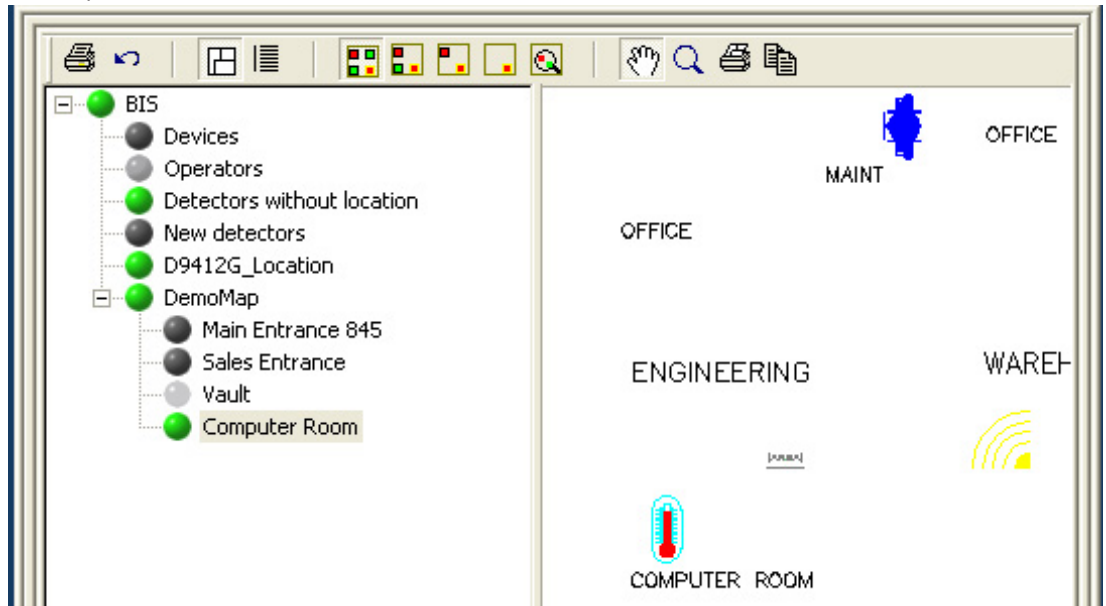 BIS
Devices
Operators
Detectors without location
New detectors
D9412G_Location
DemoMap
Main Entrance 845
Sales Entrance
Vault
Computer Room
OFFICE
MAINT
OFFICE
ENGINEERING
COMPUTER ROOM